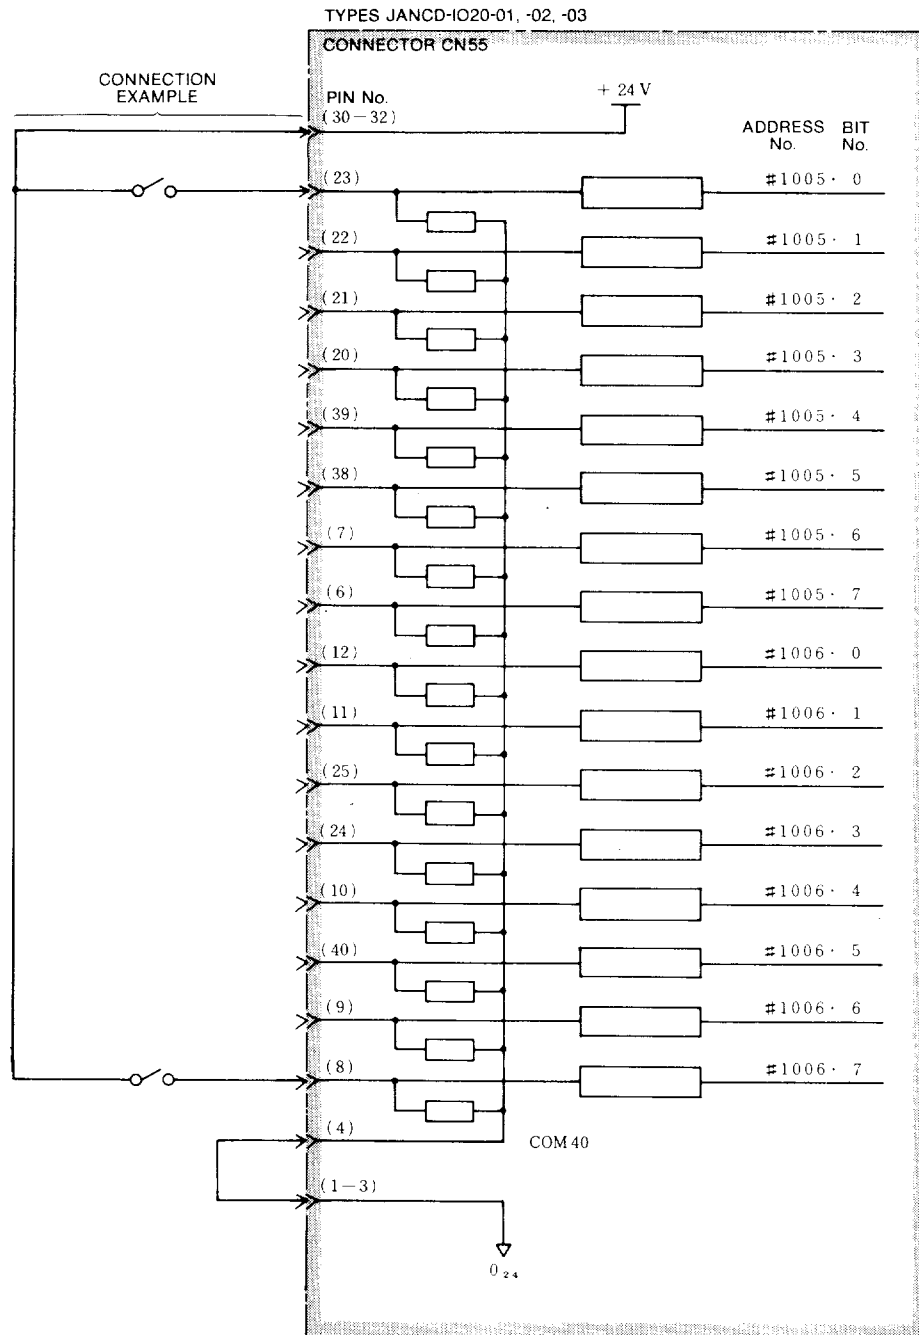 TYPES JANCD-IO20-01, -02, -03
CONNECTOR CN55
CONNECTION
EXAMPLE
PIN No.
(30-32)
+ 24 V
ADDRESS BIT
No. No.
(23) #1005 · 0
(22) #1005 · 1
(21) #1005 · 2
(20) #1005 · 3
(39) #1005 · 4
(38) #1005 · 5
(7) #1005 · 6
(6) #1005 · 7
(12) #1006 · 0
(11) #1006 · 1
(25) #1006 · 2
(24) #1006 · 3
(10) #1006 · 4
(40) #1006 · 5
(9) #1006 · 6
(8) #1006 · 7
(4) COM 40
(1-3)
0₂₄